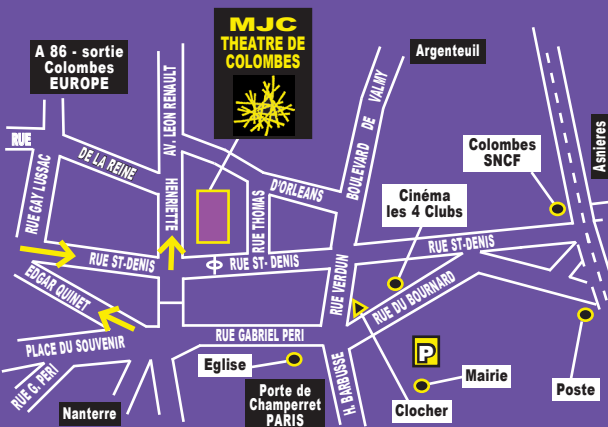 MJC
THEATRE DE
COLOMBES
A 86 - sortie
Colombes
EUROPE
Argenteuil
Asnieres
AV. LEON RENAULT
BOULEVARD DE VALMY
RUE
DE LA REINE
Colombes
SNCF
RUE GAY LUSSAC
HENRIETTE
D'ORLEANS
RUE THOMAS
Cinéma
les 4 Clubs
RUE ST-DENIS
RUE ST- DENIS
RUE ST-DENIS
EDGAR QUINET
RUE VERDUN
RUE DU BOURNARD
RUE GABRIEL PERI
PLACE DU SOUVENIR
P
Eglise
RUE G. PERI
H. BARBUSSE
Mairie
Poste
Porte de
Champerret
PARIS
Clocher
Nanterre